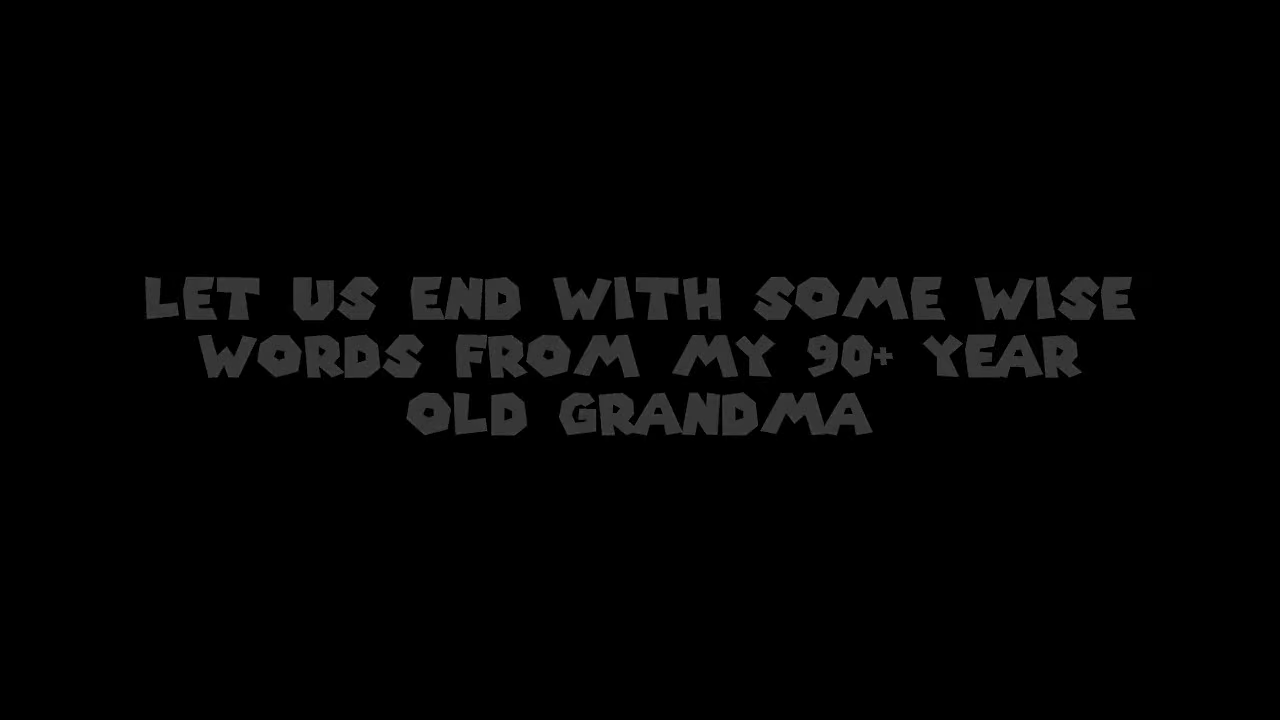 LET US END WITH SOME WISE
WORDS FROM MY 90+ YEAR
OLD GRANDMA